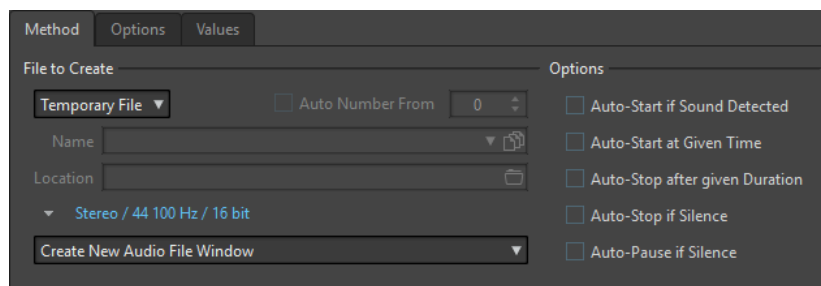 Method Options Values
File to Create
Temporary File
Auto Number From 0
Name
Location
Stereo / 44 100 Hz / 16 bit
Create New Audio File Window
Options
Auto-Start if Sound Detected
Auto-Start at Given Time
Auto-Stop after given Duration
Auto-Stop if Silence
Auto-Pause if Silence